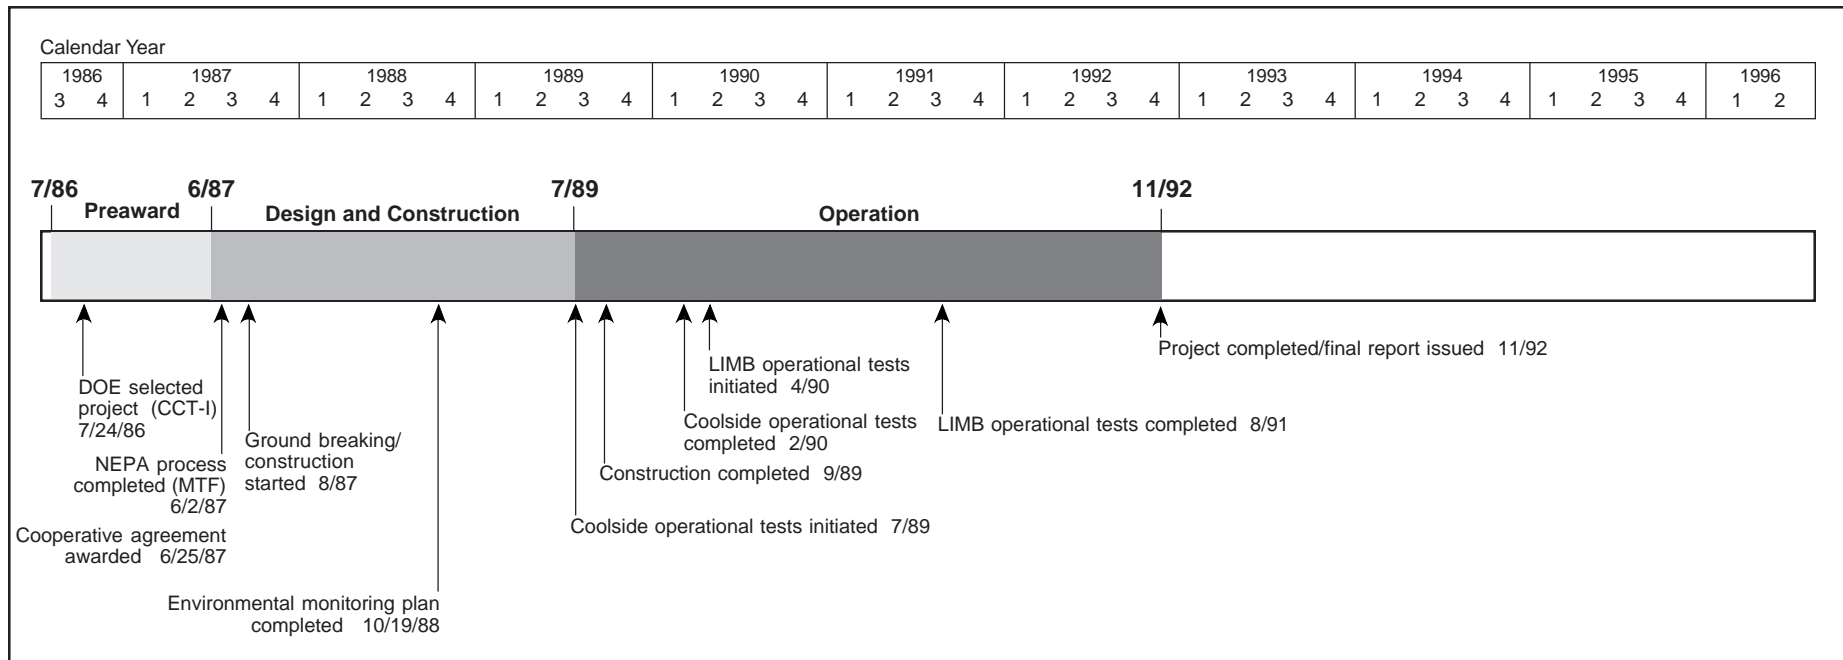 Calendar Year
1986 1987 1988 1989 1990 1991 1992 1993 1994 1995 1996
3 4 1 2 3 4 1 2 3 4 1 2 3 4 1 2 3 4 1 2 3 4 1 2 3 4 1 2 3 4 1 2 3 4 1 2 3 4 1 2
7/86 6/87 7/89 11/92
Preaward Design and Construction Operation
DOE selected
project (CCT-I)
7/24/86
NEPA process
completed (MTF)
6/2/87
Cooperative agreement
awarded 6/25/87
Ground breaking/
construction
started 8/87
Environmental monitoring plan
completed 10/19/88
Coolside operational tests initiated 7/89
Construction completed 9/89
Coolside operational tests
completed 2/90
LIMB operational tests
initiated 4/90
LIMB operational tests completed 8/91
Project completed/final report issued 11/92